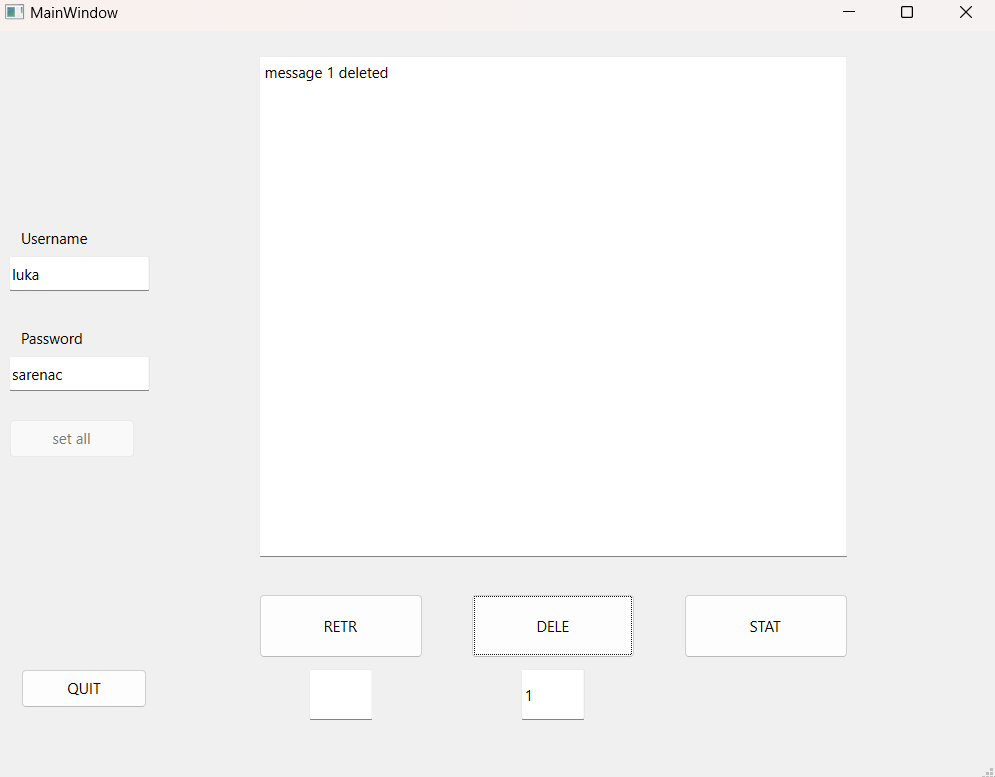 MainWindow
message 1 deleted
Username
luka
Password
sarenac
set all
RETR
DELE
STAT
QUIT
1